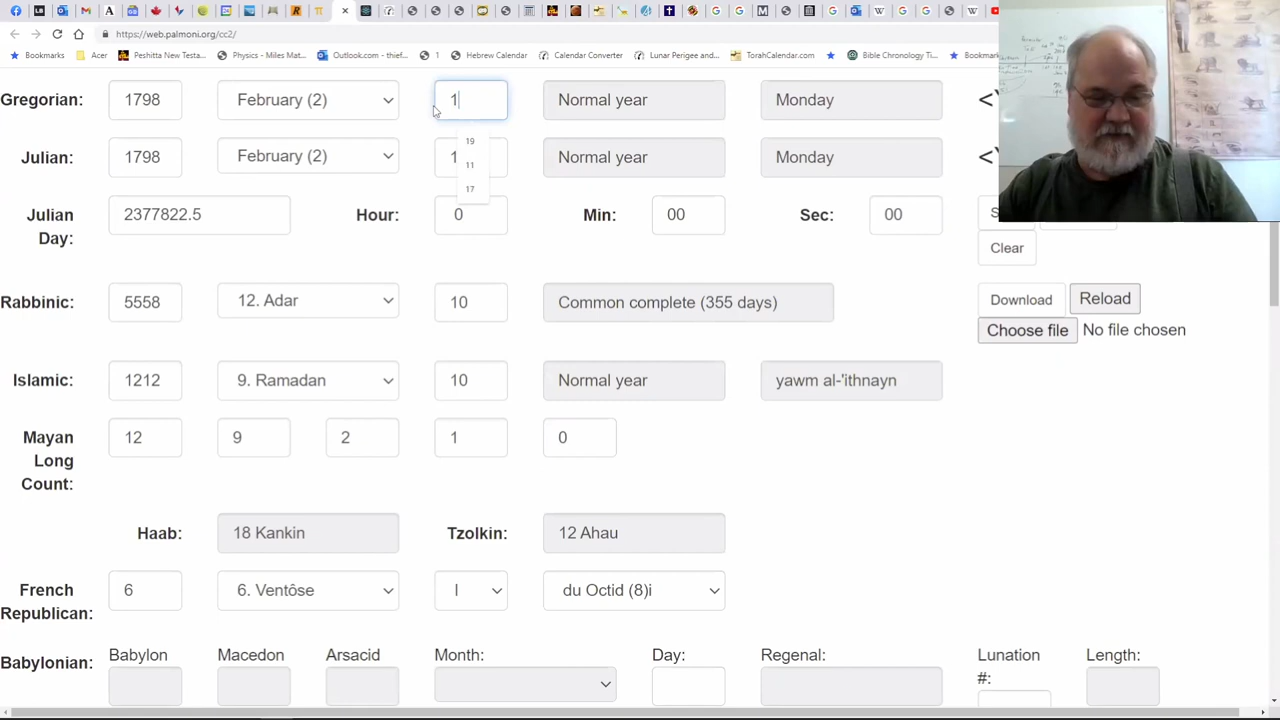 https://web.palmoni.org/cc2/
Bookmarks Acer Peshitta New Testa... Physics - Miles Mat... Outlook.com - thief... 1 Hebrew Calendar Calendar Converter Lunar Perigee and... TorahCalendar.com Bible Chronology Ti... Bookmarks
Gregorian: 1798 February (2) 1 Normal year Monday
19
Julian: 1798 February (2) 1 Normal year Monday
11
17
Julian Day: 2377822.5 Hour: 0 Min: 00 Sec: 00
Clear
Rabbinic: 5558 12. Adar 10 Common complete (355 days) Download Reload
Choose file No file chosen
Islamic: 1212 9. Ramadan 10 Normal year yawm al-'ithnayn
Mayan Long Count: 12 9 2 1 0
Haab: 18 Kankin Tzolkin: 12 Ahau
French Republican: 6 6. Ventôse I du Octid (8)i
Babylonian: Babylon Macedon Arsacid Month: Day: Regenal: Lunation #: Length: